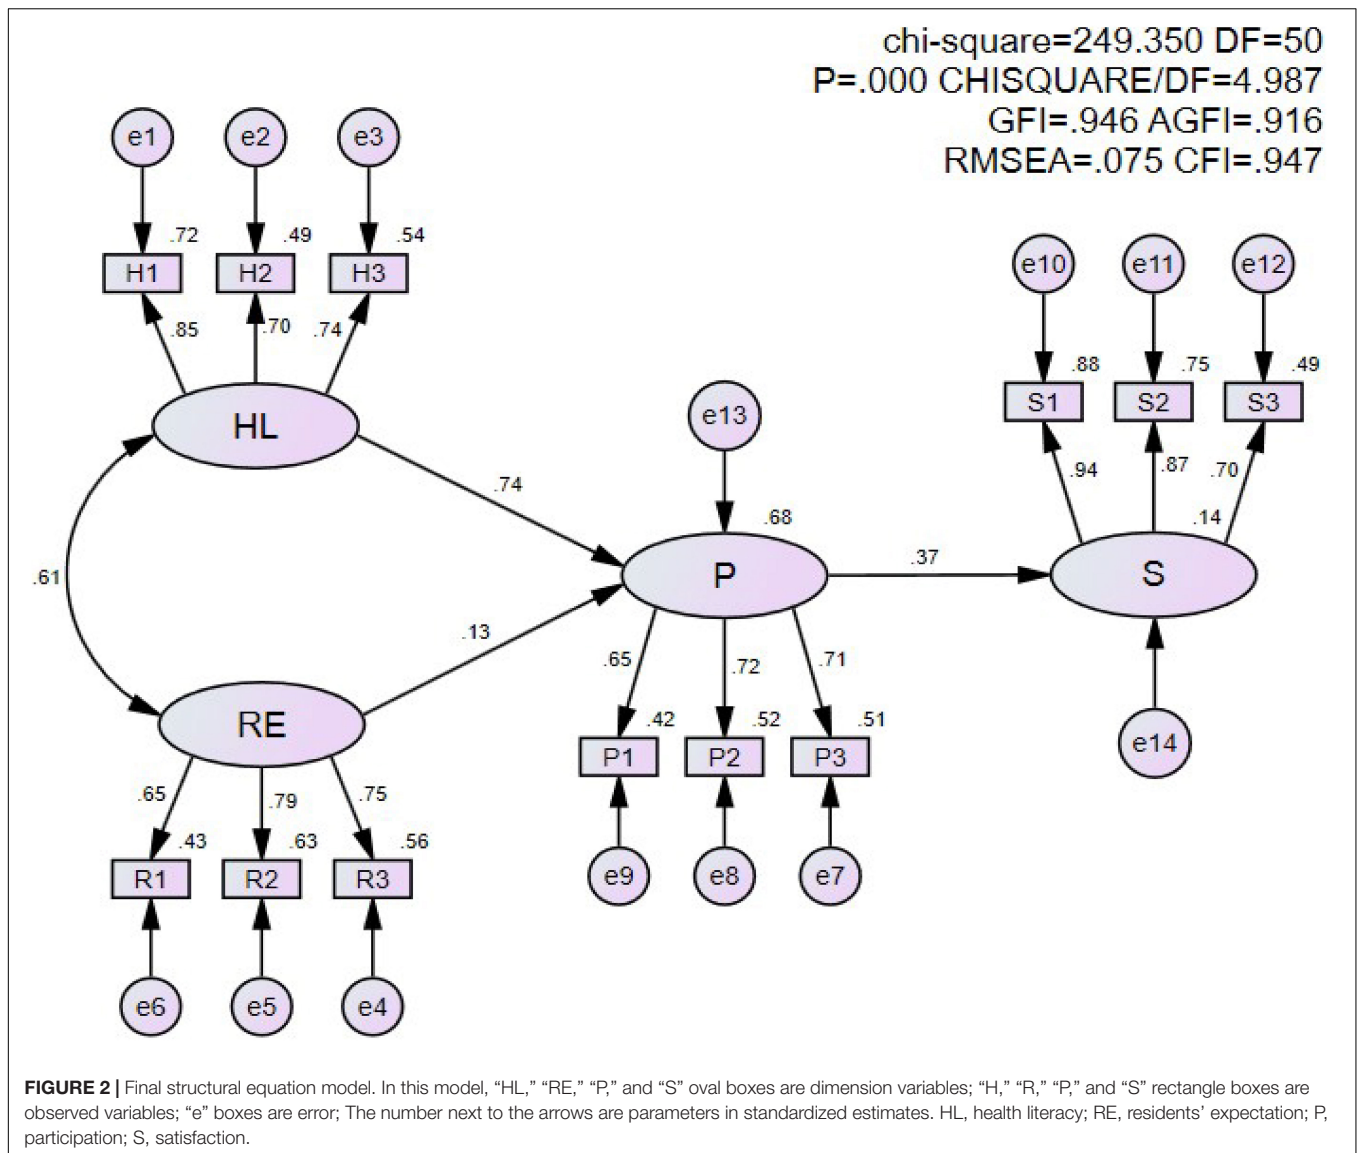 chi-square=249.350 DF=50
P=.000 CHISQUARE/DF=4.987
GFI=.946 AGFI=.916
RMSEA=.075 CFI=.947
e1 e2 e3
.72 .49 .54
H1 H2 H3
.85 .70 .74
HL
e10 e11 e12
.88 .75 .49
S1 S2 S3
.94 .87 .70
.14
S
e13
.74
.68
P
.37
.61
.13
.65 .72 .71
.42 .52 .51
P1 P2 P3
e9 e8 e7
e14
RE
.65 .79 .75
.43 .63 .56
R1 R2 R3
e6 e5 e4
FIGURE 2 | Final structural equation model. In this model, “HL,” “RE,” “P,” and “S” oval boxes are dimension variables; “H,” “R,” “P,” and “S” rectangle boxes are
observed variables; “e” boxes are error; The number next to the arrows are parameters in standardized estimates. HL, health literacy; RE, residents’ expectation; P,
participation; S, satisfaction.